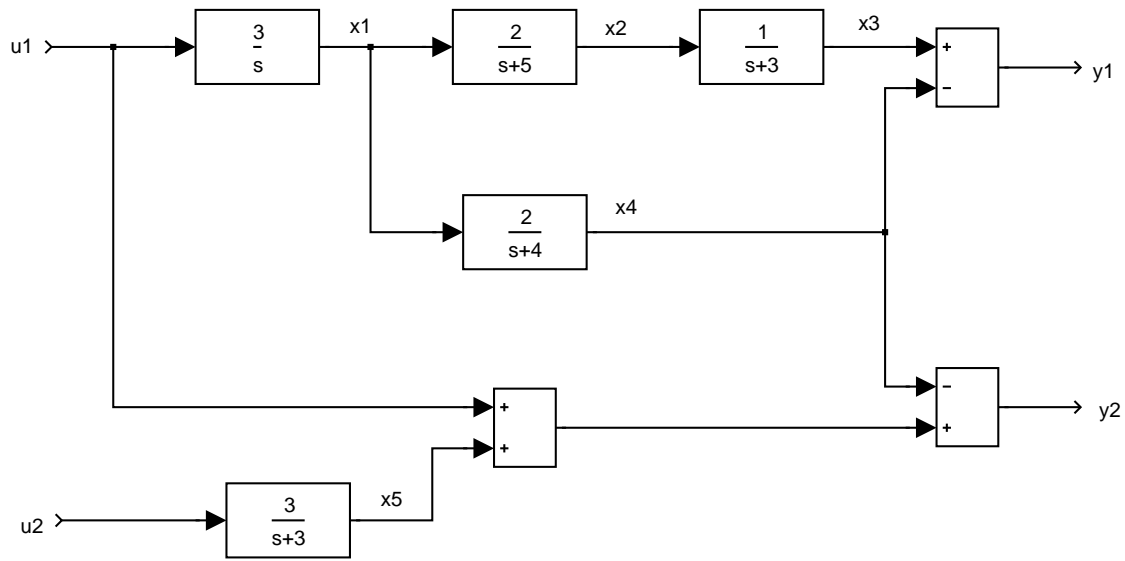 u1
3
s
x1
2
s+5
x2
1
s+3
x3
+
−
y1
2
s+4
x4
+
+
−
+
y2
u2
3
s+3
x5